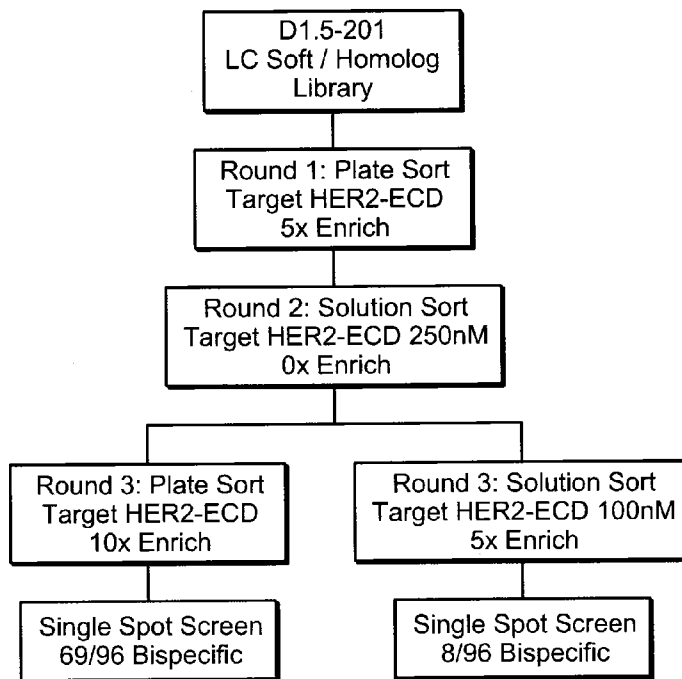 D1.5-201
LC Soft / Homolog
Library
Round 1: Plate Sort
Target HER2-ECD
5x Enrich
Round 2: Solution Sort
Target HER2-ECD 250nM
0x Enrich
Round 3: Plate Sort
Target HER2-ECD
10x Enrich
Single Spot Screen
69/96 Bispecific
Round 3: Solution Sort
Target HER2-ECD 100nM
5x Enrich
Single Spot Screen
8/96 Bispecific